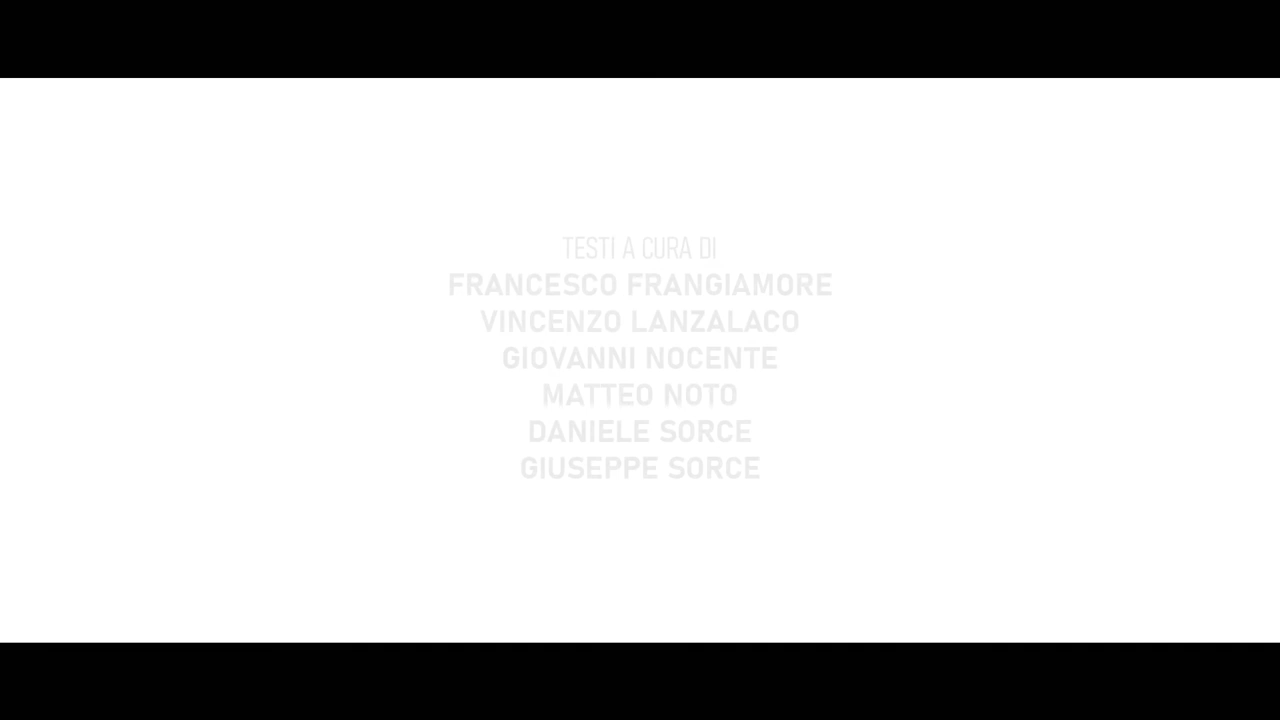 TESTI A CURA DI
FRANCESCO FRANGIAMORE
VINCENZO LANZALACO
GIOVANNI NOCENTE
MATTEO NOTO
DANIELE SORCE
GIUSEPPE SORCE